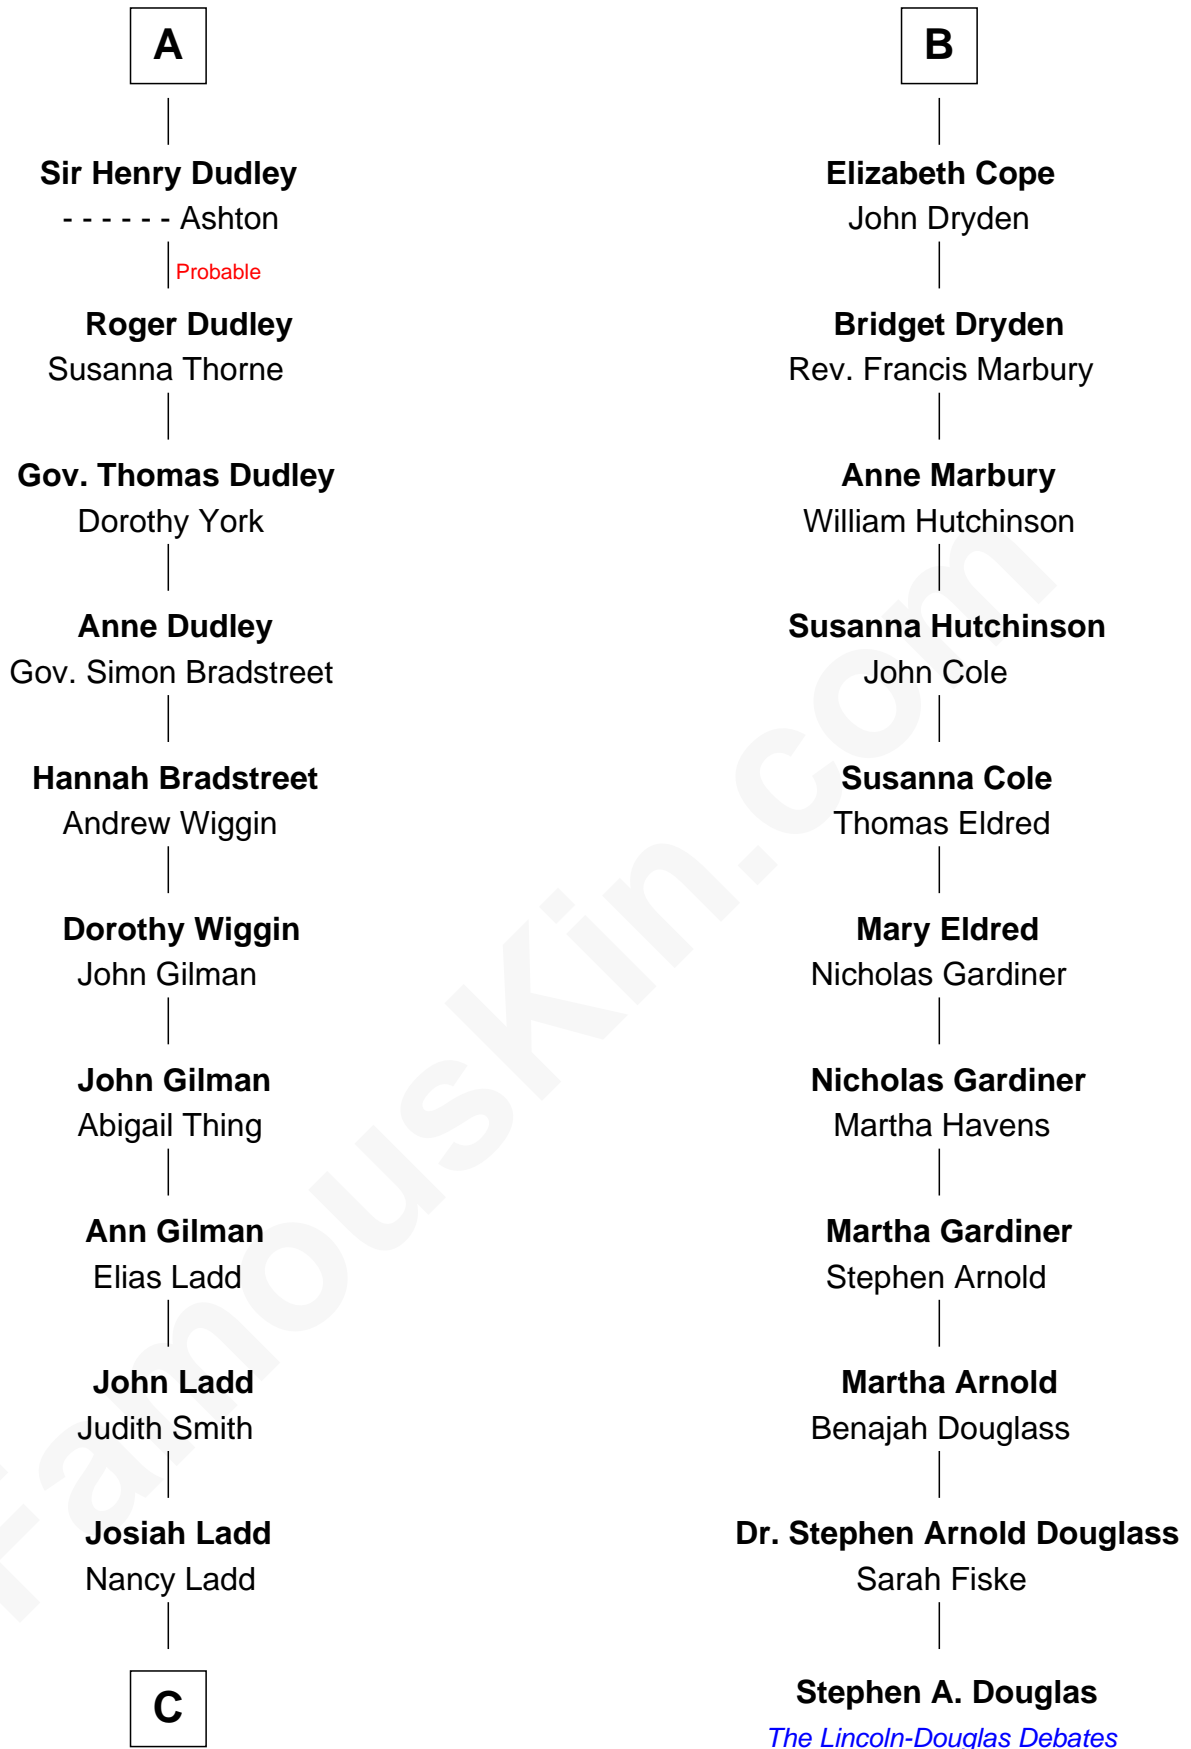 A
Sir Henry Dudley
- - - - - - Ashton
Probable
Roger Dudley
Susanna Thorne
Gov. Thomas Dudley
Dorothy York
Anne Dudley
Gov. Simon Bradstreet
Hannah Bradstreet
Andrew Wiggin
Dorothy Wiggin
John Gilman
John Gilman
Abigail Thing
Ann Gilman
Elias Ladd
John Ladd
Judith Smith
Josiah Ladd
Nancy Ladd
C
B
Elizabeth Cope
John Dryden
Bridget Dryden
Rev. Francis Marbury
Anne Marbury
William Hutchinson
Susanna Hutchinson
John Cole
Susanna Cole
Thomas Eldred
Mary Eldred
Nicholas Gardiner
Nicholas Gardiner
Martha Havens
Martha Gardiner
Stephen Arnold
Martha Arnold
Benajah Douglass
Dr. Stephen Arnold Douglass
Sarah Fiske
Stephen A. Douglas
The Lincoln-Douglas Debates
FamousKin.com